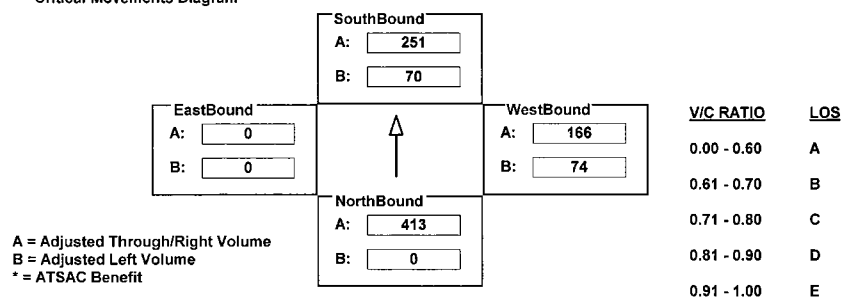 Critical Movements Diagram
SouthBound
A: 251
B: 70
EastBound
A: 0
B: 0
WestBound
A: 166
B: 74
NorthBound
A: 413
B: 0
A = Adjusted Through/Right Volume
B = Adjusted Left Volume
* = ATSAC Benefit
V/C RATIO LOS
0.00 - 0.60 A
0.61 - 0.70 B
0.71 - 0.80 C
0.81 - 0.90 D
0.91 - 1.00 E